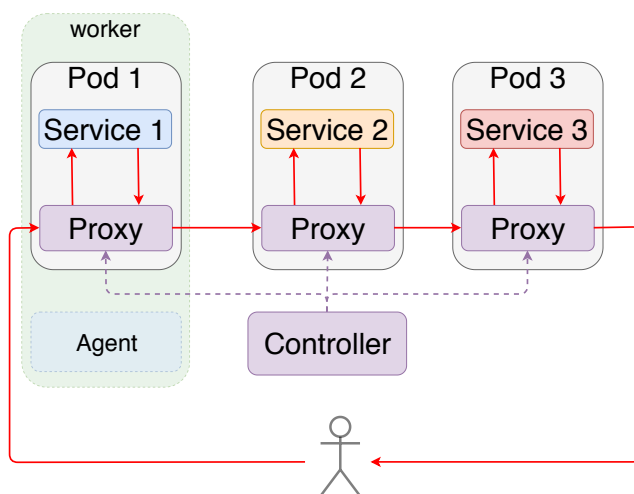 worker
Pod 1
Pod 2
Pod 3
Service 1
Service 2
Service 3
Proxy
Proxy
Proxy
Agent
Controller